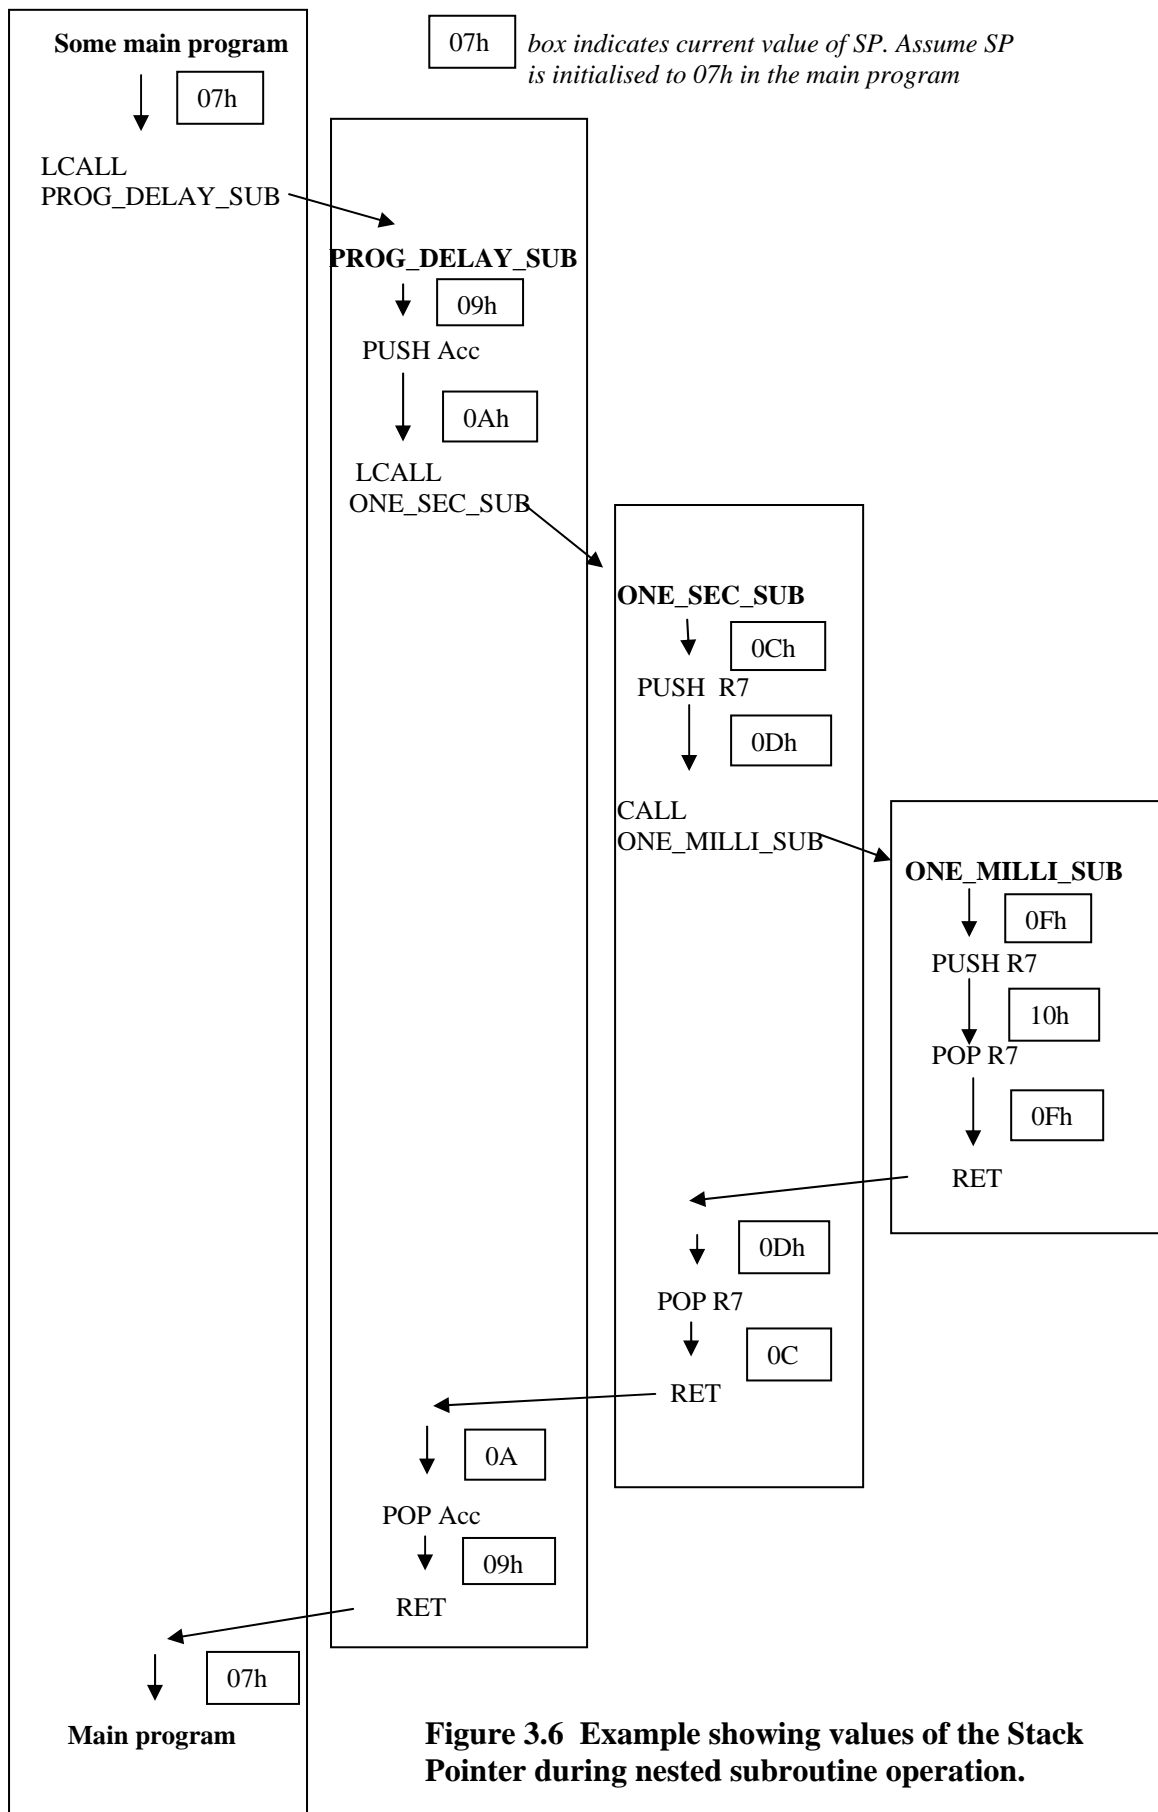 Some main program
07h
box indicates current value of SP. Assume SP
is initialised to 07h in the main program
07h
LCALL
PROG_DELAY_SUB
PROG_DELAY_SUB
09h
PUSH Acc
0Ah
LCALL
ONE_SEC_SUB
ONE_SEC_SUB
0Ch
PUSH R7
0Dh
CALL
ONE_MILLI_SUB
ONE_MILLI_SUB
0Fh
PUSH R7
10h
POP R7
0Fh
RET
0Dh
POP R7
0C
RET
0A
POP Acc
09h
RET
07h
Main program
Figure 3.6 Example showing values of the Stack
Pointer during nested subroutine operation.